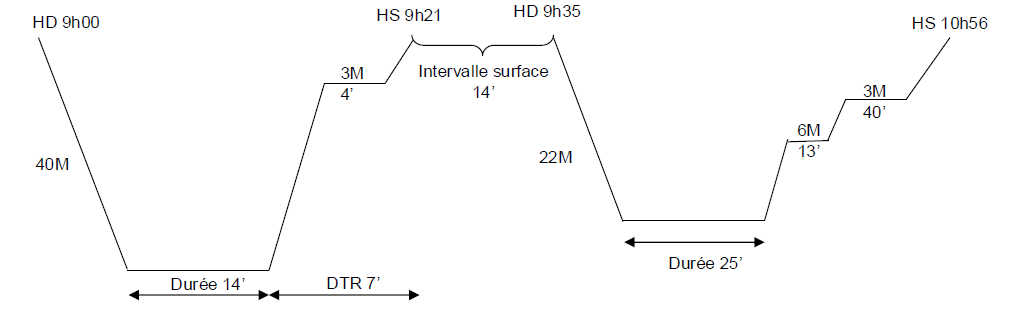 HD 9h00
HS 9h21
HD 9h35
HS 10h56
3M
4’
Intervalle surface
14’
40M
22M
6M
13’
3M
40’
Durée 14’
DTR 7’
Durée 25’